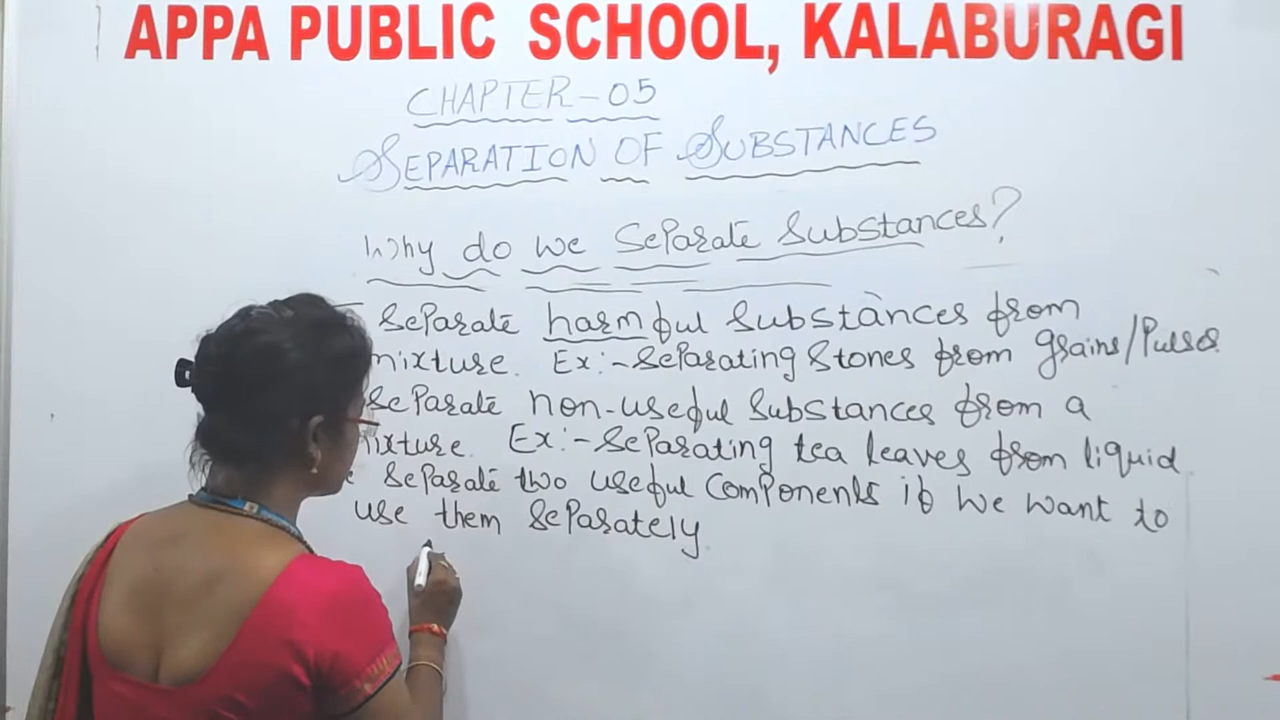 APPA PUBLIC SCHOOL, KALABURAGI
CHAPTER-05
SEPARATION OF SUBSTANCES
Why do we Separate Substances?
Separate harmful Substances from
mixture. Ex:- Separating Stones from grains/Pulses
Separate non-useful Substances from a
mixture. Ex:- Separating tea leaves from liquid
Separate two useful Components if we want to
use them Separately.